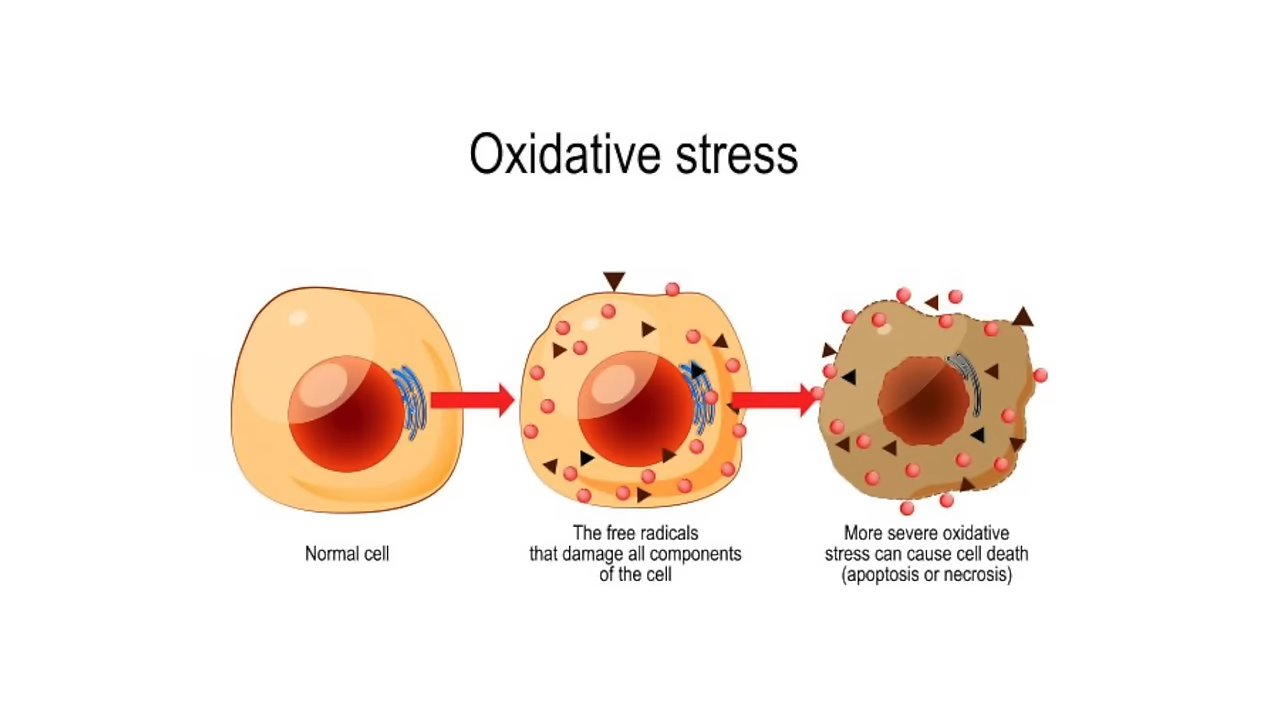 Oxidative stress
Normal cell
The free radicals
that damage all components
of the cell
More severe oxidative
stress can cause cell death
(apoptosis or necrosis)